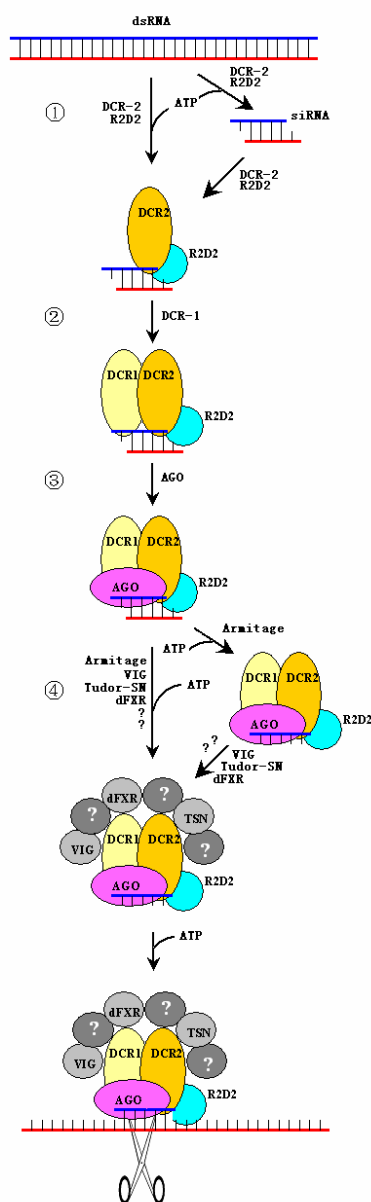 dsRNA
①
DCR-2
R2D2
ATP
DCR-2
R2D2
siRNA
DCR-2
R2D2
DCR2
R2D2
②
DCR-1
DCR1
DCR2
R2D2
③
AGO
DCR1
DCR2
AGO
R2D2
④
Armitage
VIG
Tudor-SN
dFXR
?
?
ATP
ATP
Armitage
DCR1
DCR2
AGO
R2D2
? ?
VIG
Tudor-SN
dFXR
dFXR
?
?
TSN
VIG
DCR1
DCR2
?
AGO
R2D2
ATP
dFXR
?
?
TSN
VIG
DCR1
DCR2
?
AGO
R2D2